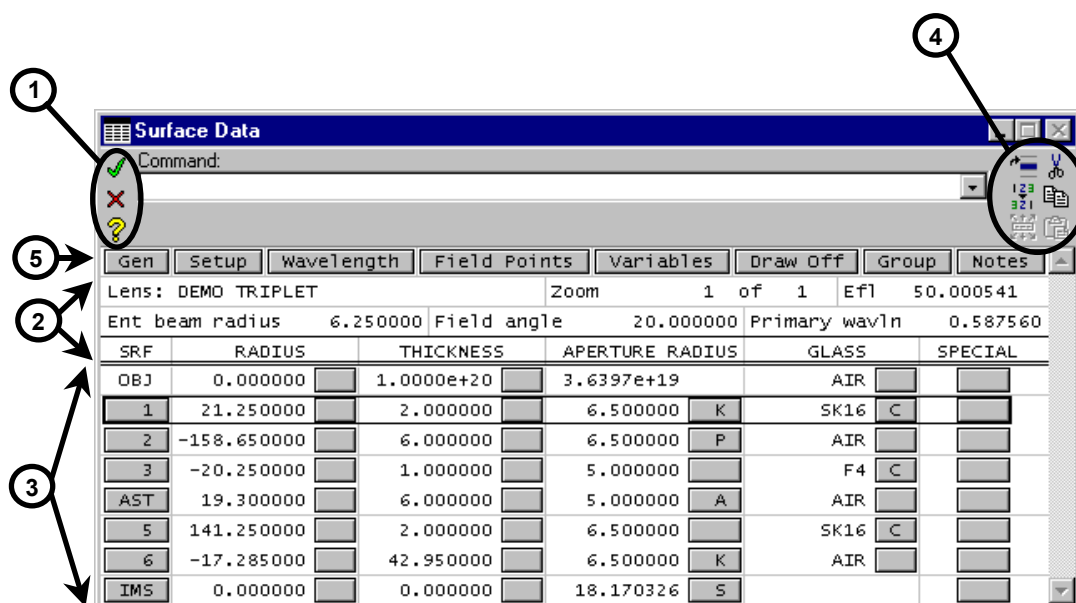 4
1
Surface Data
Command:
5
Gen Setup Wavelength Field Points Variables Draw Off Group Notes
2
Lens: DEMO TRIPLET Zoom 1 of 1 Efl 50.000541
Ent beam radius 6.250000 Field angle 20.000000 Primary wavln 0.587560
SRF RADIUS THICKNESS APERTURE RADIUS GLASS SPECIAL
OBJ 0.000000 1.0000e+20 3.6397e+19 AIR
1 21.250000 2.000000 6.500000 K SK16 C
2 -158.650000 6.000000 6.500000 P AIR
3
3 -20.250000 1.000000 5.000000 F4 C
AST 19.300000 6.000000 5.000000 A AIR
5 141.250000 2.000000 6.500000 SK16 C
6 -17.285000 42.950000 6.500000 K AIR
IMS 0.000000 0.000000 18.170326 S